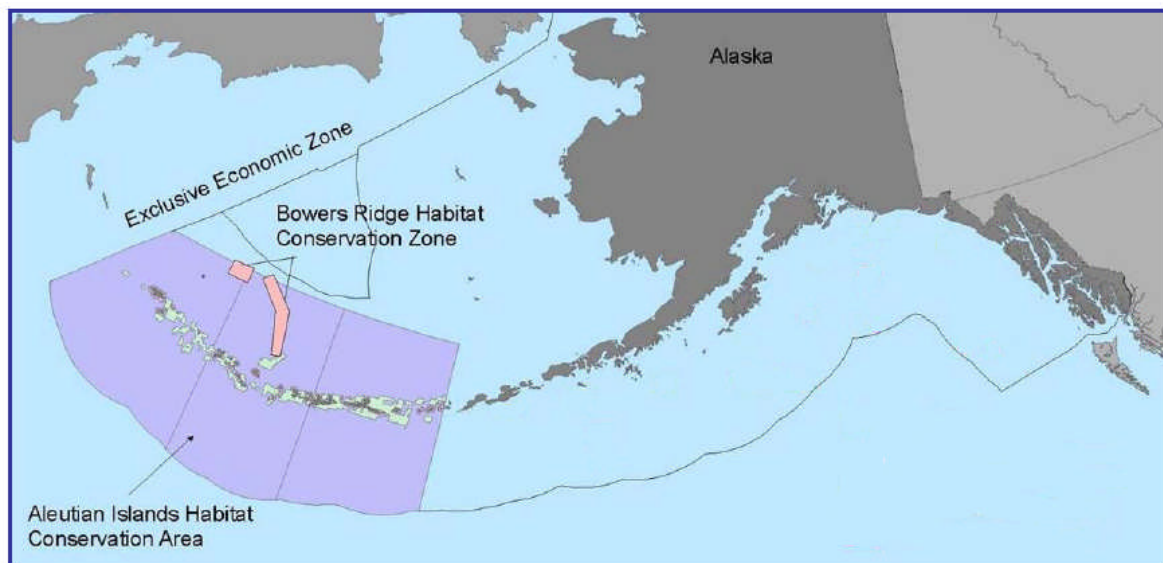 Alaska
Exclusive Economic Zone
Bowers Ridge Habitat
Conservation Zone
Aleutian Islands Habitat
Conservation Area